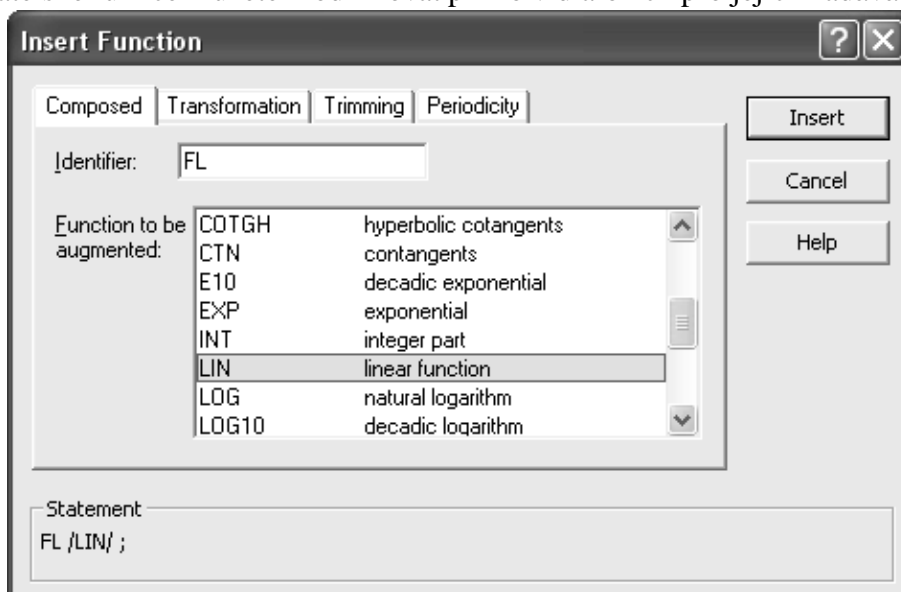 Insert Function
Composed Transformation Trimming Periodicity
Identifier: FL
Function to be augmented:
COTGH hyperbolic cotangents
CTN contangents
E10 decadic exponential
EXP exponential
INT integer part
LIN linear function
LOG natural logarithm
LOG10 decadic logarithm
Insert
Cancel
Help
Statement
FL /LIN/ ;